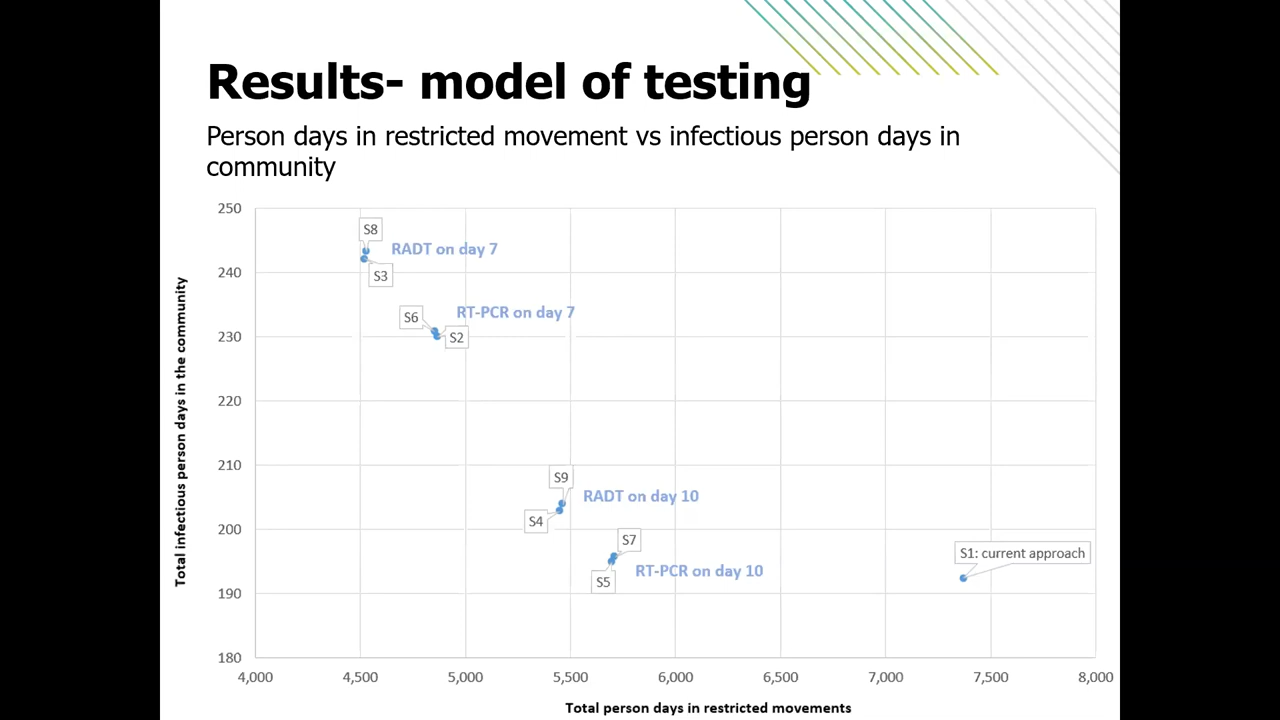 Results- model of testing
Person days in restricted movement vs infectious person days in
community
Total infectious person days in the community
250
240
230
220
210
200
190
180
S8
RADT on day 7
S3
S6
RT-PCR on day 7
S2
S9
RADT on day 10
S4
S7
RT-PCR on day 10
S5
S1: current approach
4,000 4,500 5,000 5,500 6,000 6,500 7,000 7,500 8,000
Total person days in restricted movements